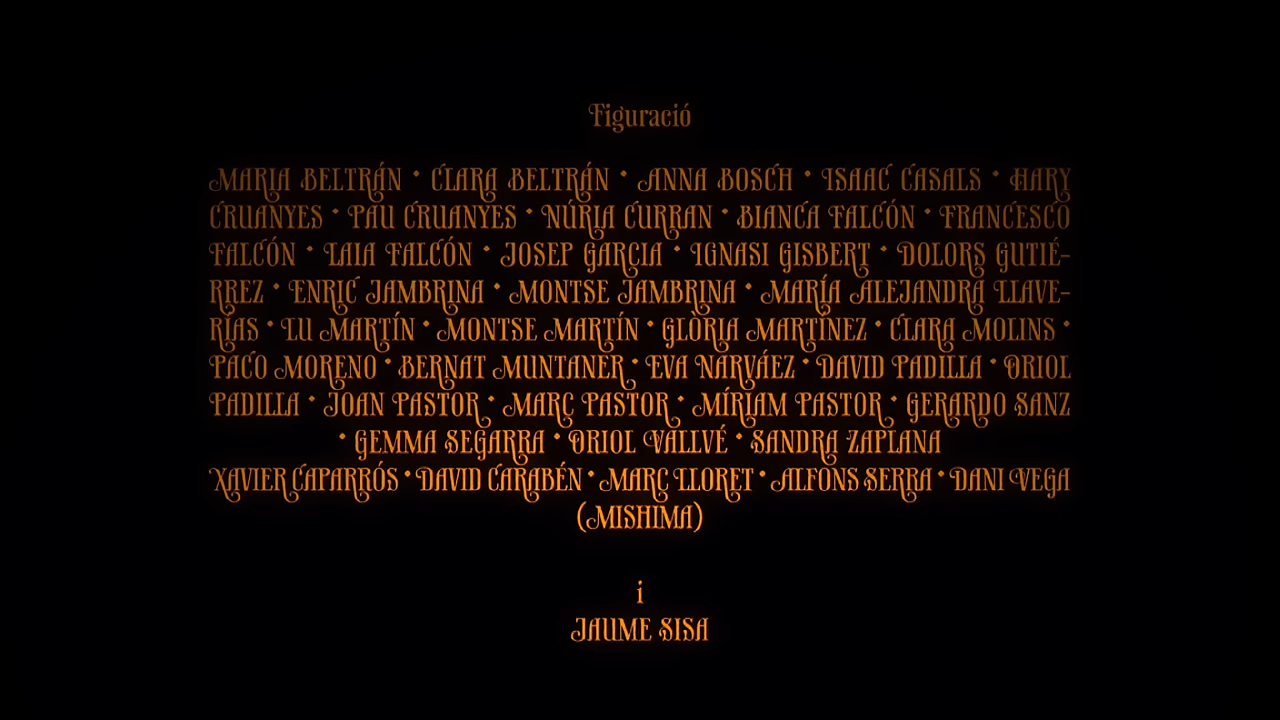 Figuració
MARIA BELTRÁN • CLARA BELTRÁN • ANNA BOSCH • ISAAC CASALS • HARY
CRUANYES • PAU CRUANYES • NÚRIA CURRAN • BIANCA FALCÓN • FRANCESCO
FALCÓN • LAIA FALCÓN • JOSEP GARCIA • IGNASI GISBERT • DOLORS GUTIÉ-
RREZ • ENRIC JAMBRINA • MONTSE JAMBRINA • MARÍA ALEJANDRA LLAVE-
RÍAS • LU MARTÍN • MONTSE MARTÍN • GLÒRIA MARTÍNEZ • CLARA MOLINS •
PACO MORENO • BERNAT MUNTANER • EVA NARVÁEZ • DAVID PADILLA • ORIOL
PADILLA • JOAN PASTOR • MARC PASTOR • MÍRIAM PASTOR • GERARDO SANZ
• GEMMA SEGARRA • ORIOL VALLVÉ • SANDRA ZAPLANA
XAVIER CAPARRÓS • DAVID CARABÉN • MARC LLORET • ALFONS SERRA • DANI VEGA
(MISHIMA)
i
JAUME SISA